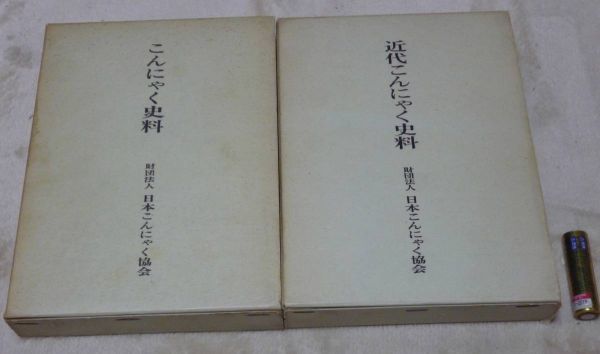 こんにゃく史料
財団法人 日本こんにゃく協会
近代こんにゃく史料
財団法人 日本こんにゃく協会